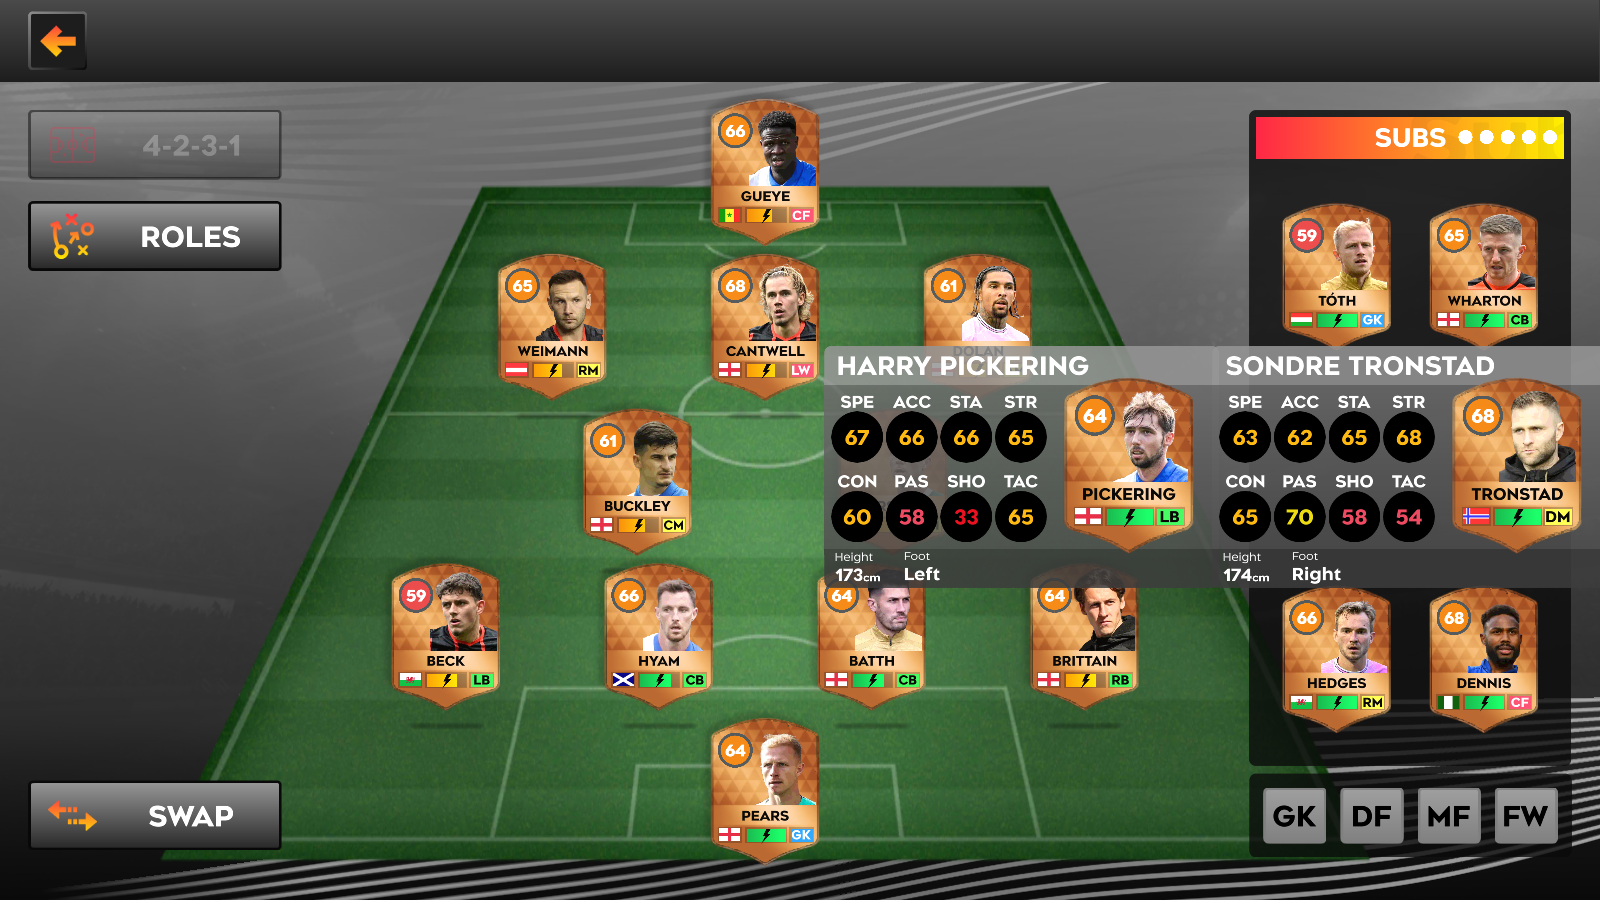 66
GUEYE
CF
4-2-3-1
SUBS
ROLES
59
TÓTH
GK
65
WHARTON
CB
65
WEIMANN
RM
68
CANTWELL
LW
61
DOLAN
HARRY PICKERING
SPE ACC STA STR
67 66 66 65
CON PAS SHO TAC
60 58 33 65
Height Foot
173cm Left
64
PICKERING
LB
SONDRE TRONSTAD
SPE ACC STA STR
63 62 65 68
CON PAS SHO TAC
65 70 58 54
Height Foot
174cm Right
68
TRONSTAD
DM
61
BUCKLEY
CM
59
BECK
LB
66
HYAM
CB
64
BATTH
CB
64
BRITTAIN
RB
66
HEDGES
RM
68
DENNIS
CF
64
PEARS
GK
SWAP
GK DF MF FW